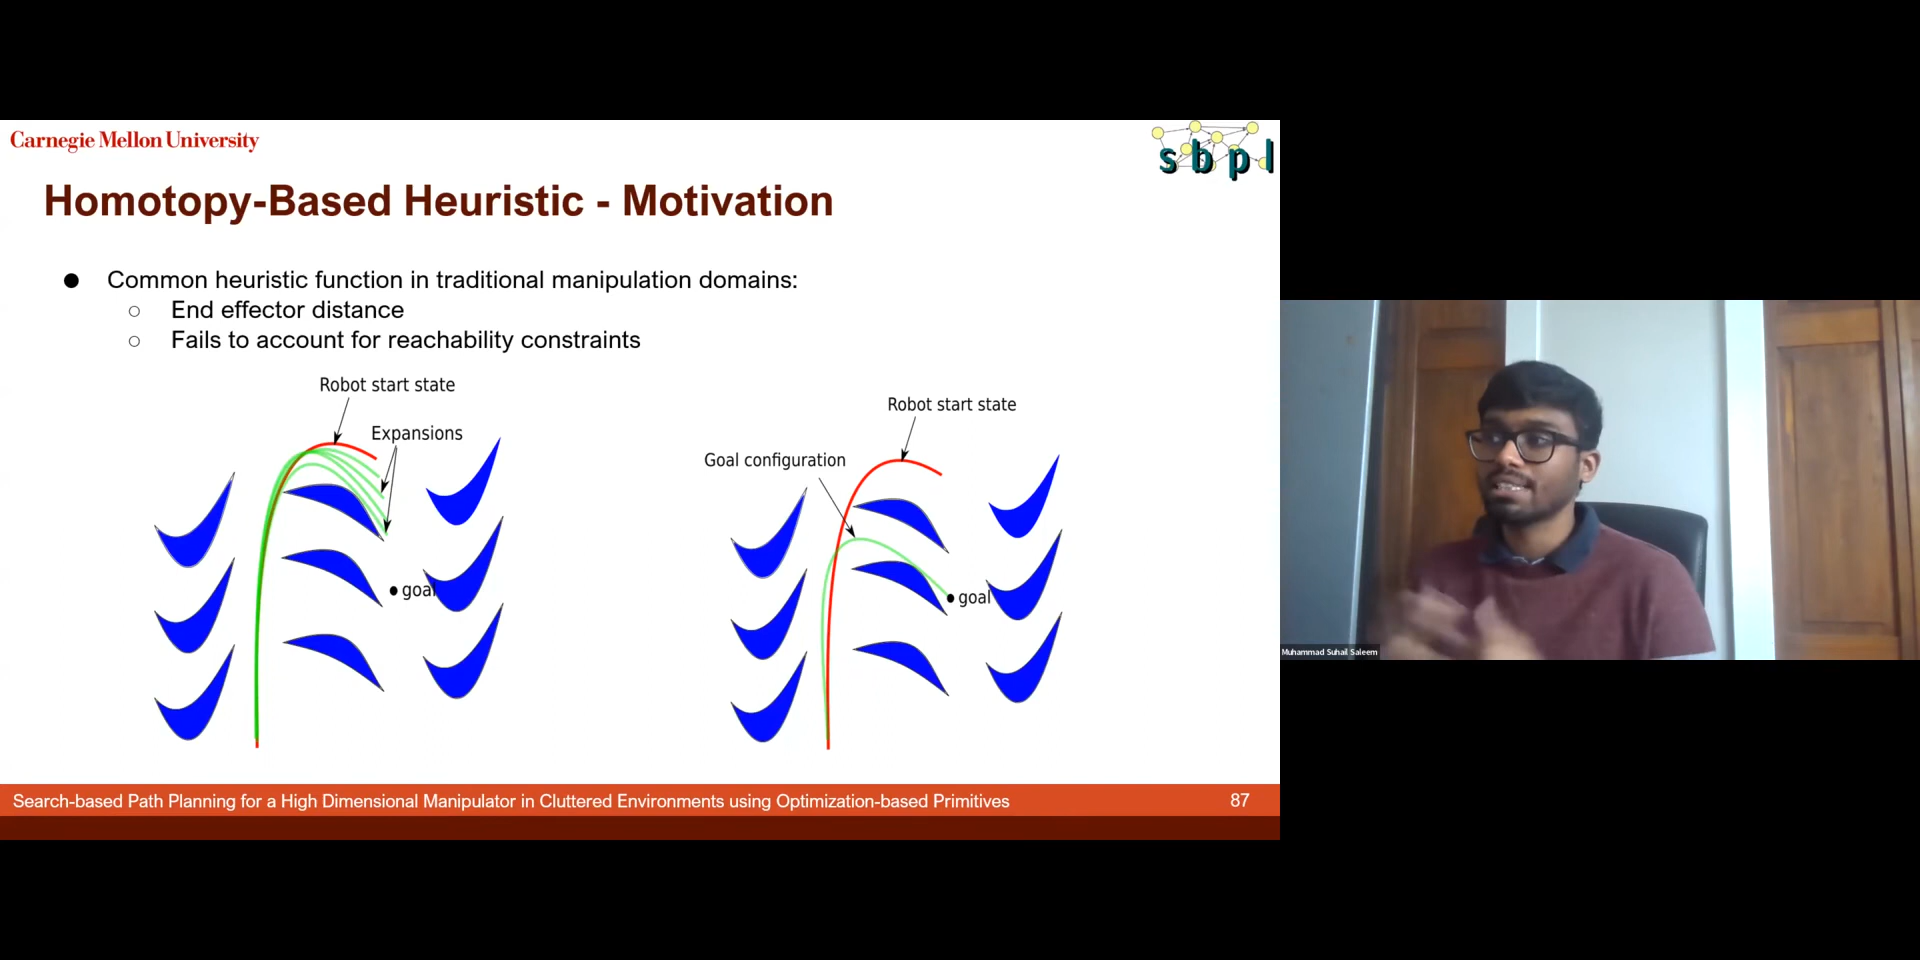 Carnegie Mellon University
sbpl
Homotopy-Based Heuristic - Motivation
● Common heuristic function in traditional manipulation domains:
○ End effector distance
○ Fails to account for reachability constraints
Robot start state
Expansions
goal
Robot start state
Goal configuration
goal
Muhammad Suhail Saleem
Search-based Path Planning for a High Dimensional Manipulator in Cluttered Environments using Optimization-based Primitives
87